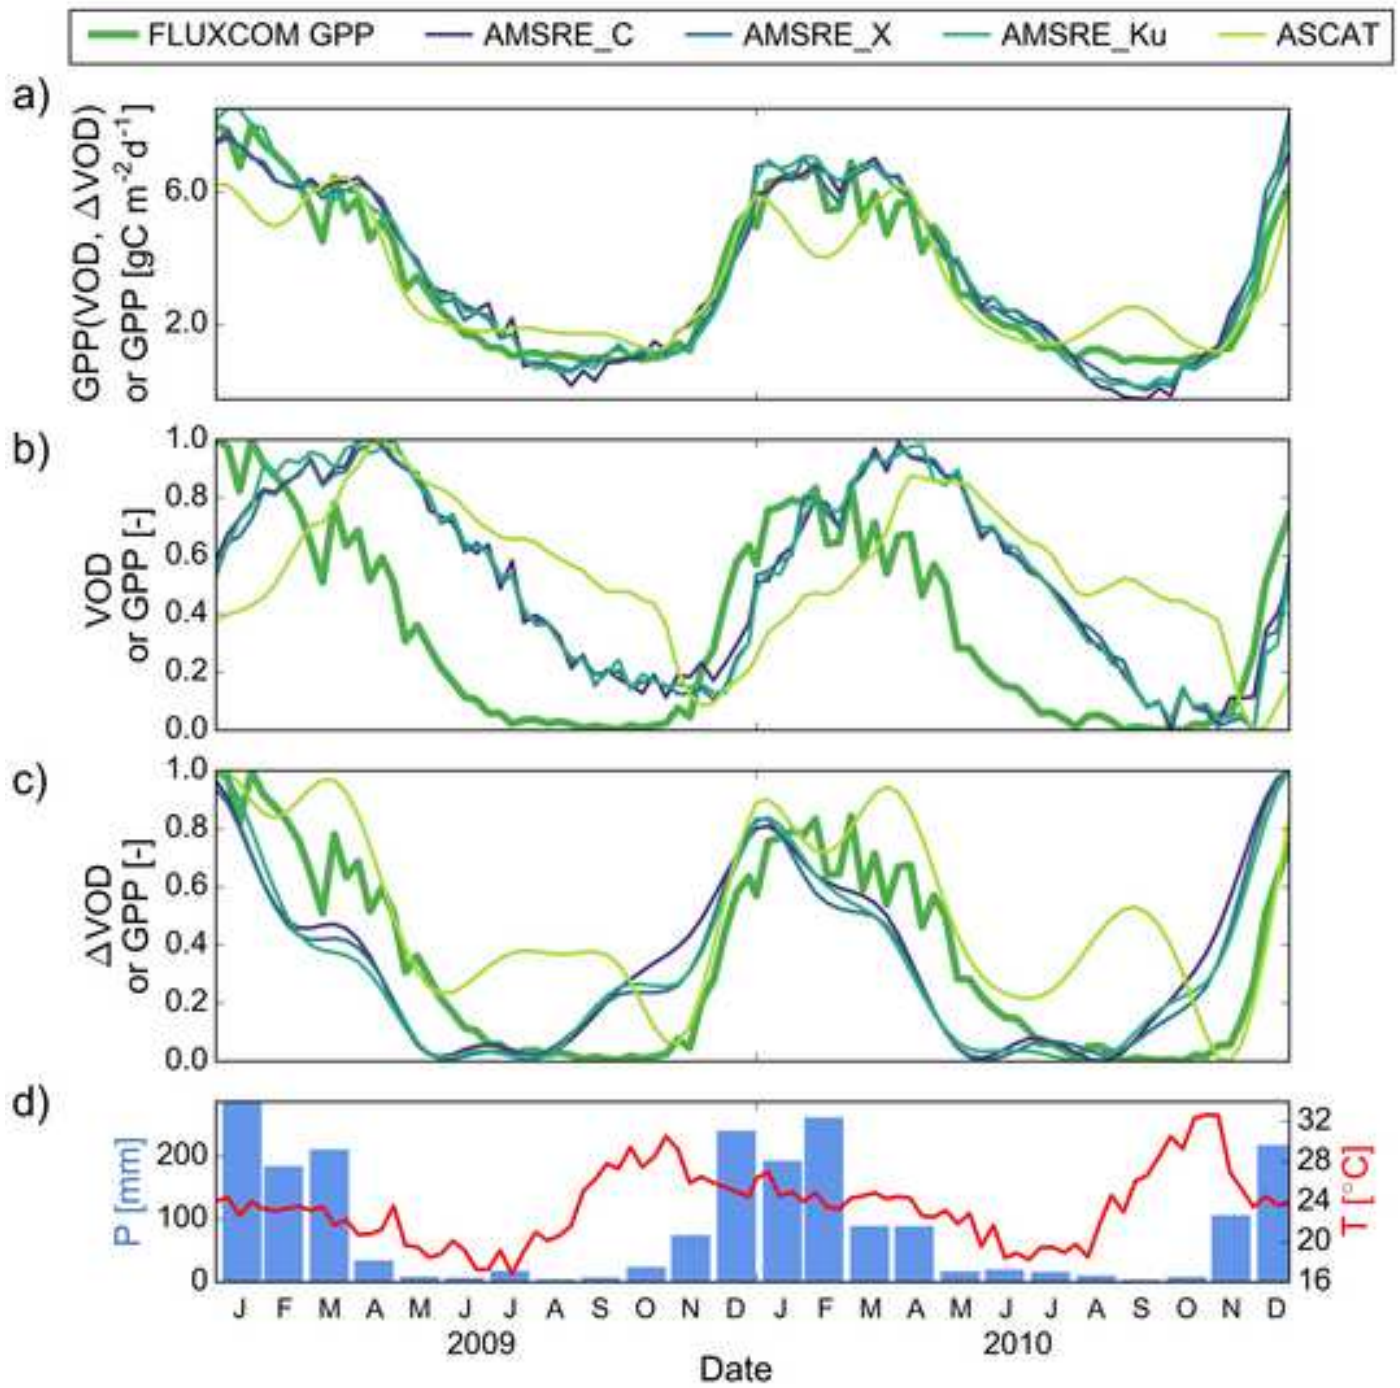 FLUXCOM GPP AMSRE_C AMSRE_X AMSRE_Ku ASCAT
a)
GPP(VOD, ΔVOD)
or GPP [gC m⁻² d⁻¹]
6.0
2.0
b)
VOD
or GPP [-]
1.0
0.8
0.6
0.4
0.2
0.0
c)
ΔVOD
or GPP [-]
1.0
0.8
0.6
0.4
0.2
0.0
d)
P [mm]
200
100
0
32
28
24
20
16
T [°C]
J F M A M J J A S O N D J F M A M J J A S O N D
2009 2010
Date